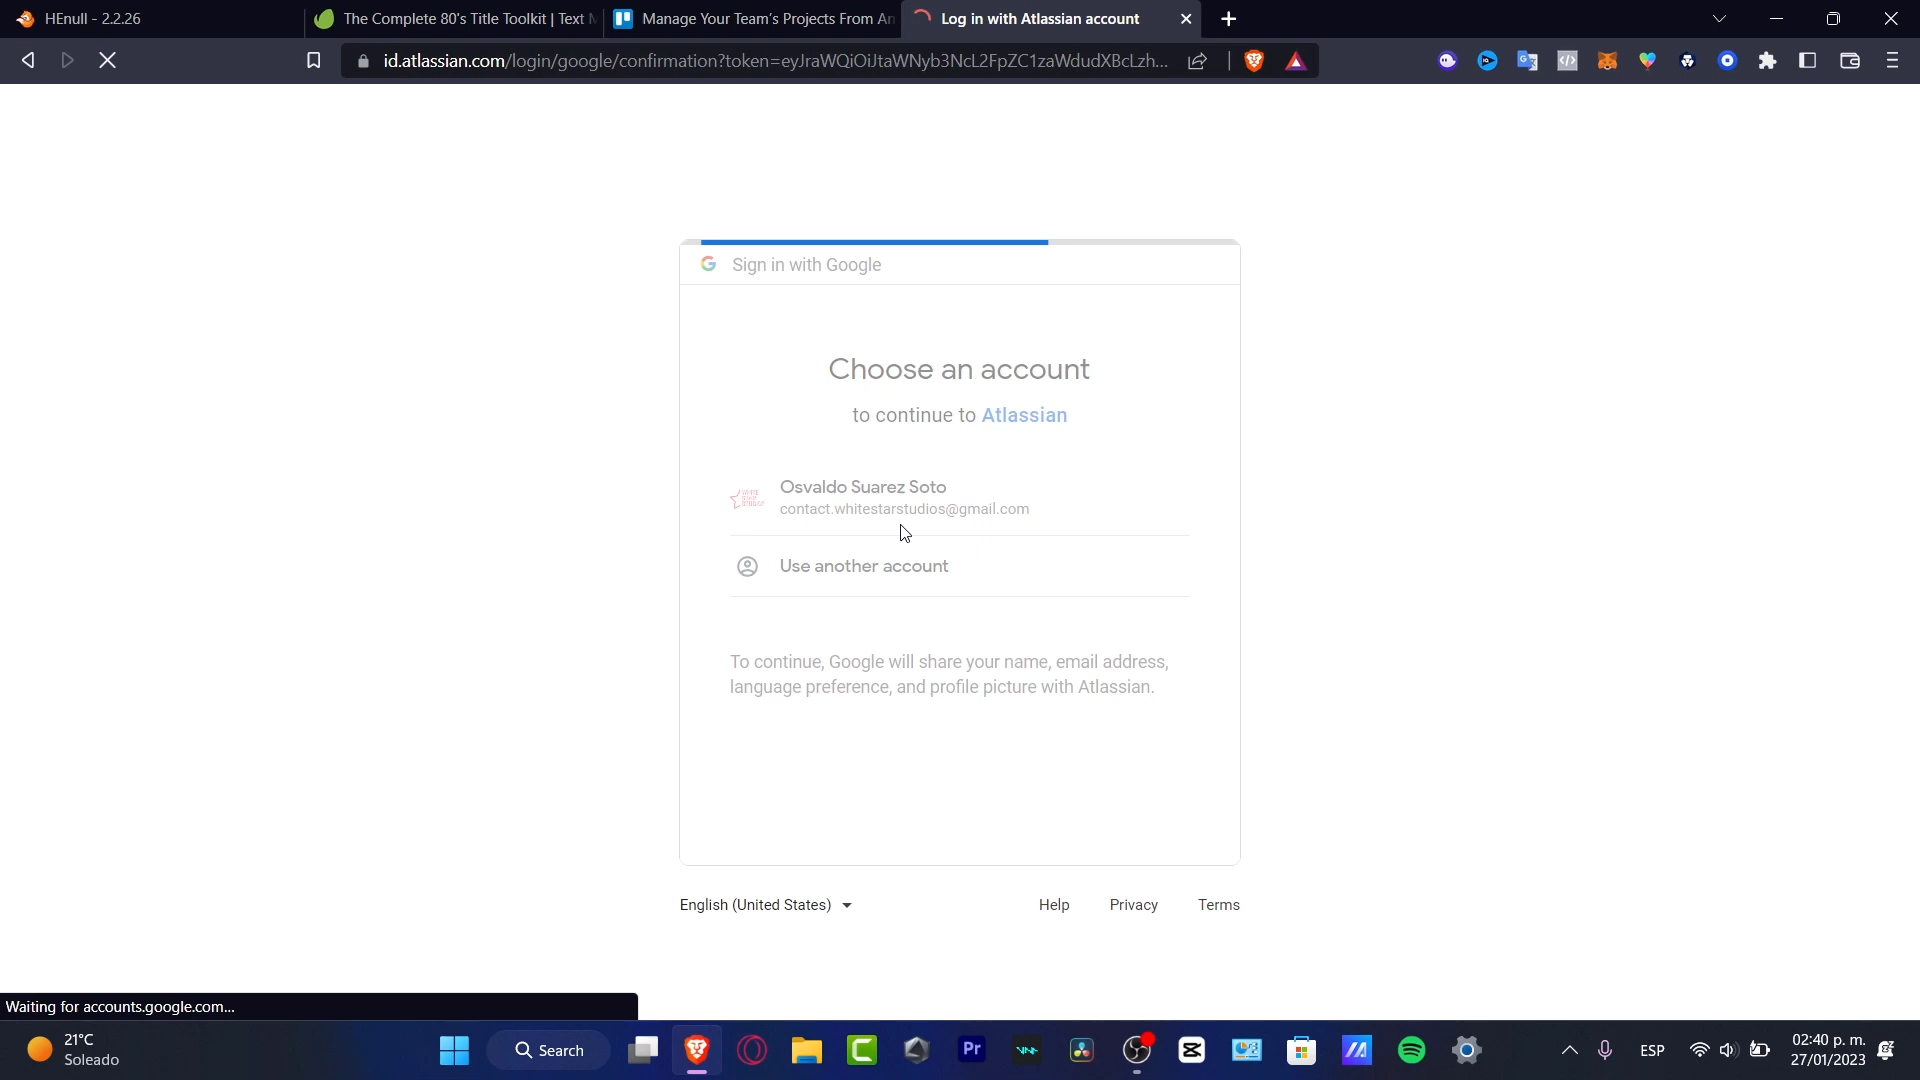 HEnull - 2.2.26
The Complete 80's Title Toolkit | Text
Manage Your Team's Projects From An
Log in with Atlassian account
id.atlassian.com/login/google/confirmation?token=eyJraWQiOiJtaWNyb3NcL2FpZC1zaWdudXBcLzh...
Sign in with Google
Choose an account
to continue to Atlassian
Osvaldo Suarez Soto
contact.whitestarstudios@gmail.com
Use another account
To continue, Google will share your name, email address,
language preference, and profile picture with Atlassian.
English (United States)
Help
Privacy
Terms
Waiting for accounts.google.com...
21°C
Soleado
Search
Pr
ESP
02:40 p. m.
27/01/2023